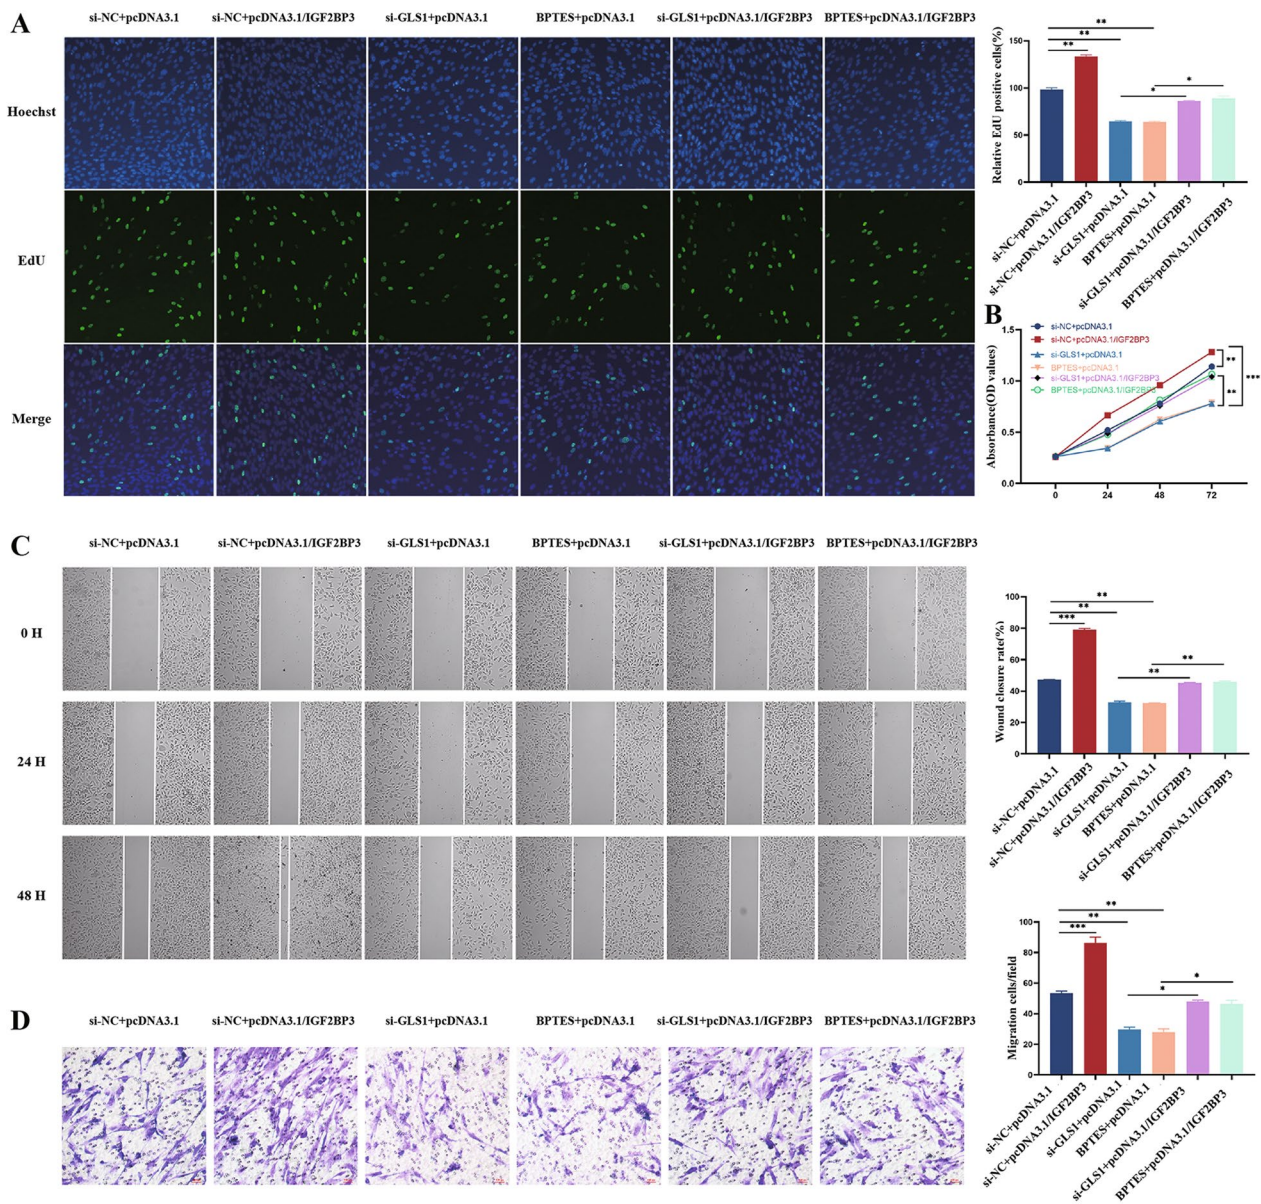 A
si-NC+pcDNA3.1 si-NC+pcDNA3.1/IGF2BP3 si-GLS1+pcDNA3.1 BPTES+pcDNA3.1 si-GLS1+pcDNA3.1/IGF2BP3 BPTES+pcDNA3.1/IGF2BP3
Hoechst
EdU
Merge
Relative EdU positive cells(%)
150
100
50
0
** ** ** * *
si-NC+pcDNA3.1
si-NC+pcDNA3.1/IGF2BP3
si-GLS1+pcDNA3.1
BPTES+pcDNA3.1
si-GLS1+pcDNA3.1/IGF2BP3
BPTES+pcDNA3.1/IGF2BP3
B
Absorbance(OD values)
1.5
1.0
0.5
0.0
si-NC+pcDNA3.1
si-NC+pcDNA3.1/IGF2BP3
si-GLS1+pcDNA3.1
BPTES+pcDNA3.1
si-GLS1+pcDNA3.1/IGF2BP3
BPTES+pcDNA3.1/IGF2BP3
** ** ***
0 24 48 72
C
si-NC+pcDNA3.1 si-NC+pcDNA3.1/IGF2BP3 si-GLS1+pcDNA3.1 BPTES+pcDNA3.1 si-GLS1+pcDNA3.1/IGF2BP3 BPTES+pcDNA3.1/IGF2BP3
0 H
24 H
48 H
Wound closure rate(%)
100
80
60
40
20
0
** ** *** ** **
si-NC+pcDNA3.1
si-NC+pcDNA3.1/IGF2BP3
si-GLS1+pcDNA3.1
BPTES+pcDNA3.1
si-GLS1+pcDNA3.1/IGF2BP3
BPTES+pcDNA3.1/IGF2BP3
D
si-NC+pcDNA3.1 si-NC+pcDNA3.1/IGF2BP3 si-GLS1+pcDNA3.1 BPTES+pcDNA3.1 si-GLS1+pcDNA3.1/IGF2BP3 BPTES+pcDNA3.1/IGF2BP3
Migration cells/field
100
80
60
40
20
0
** ** *** * *
si-NC+pcDNA3.1
si-NC+pcDNA3.1/IGF2BP3
si-GLS1+pcDNA3.1
BPTES+pcDNA3.1
si-GLS1+pcDNA3.1/IGF2BP3
BPTES+pcDNA3.1/IGF2BP3